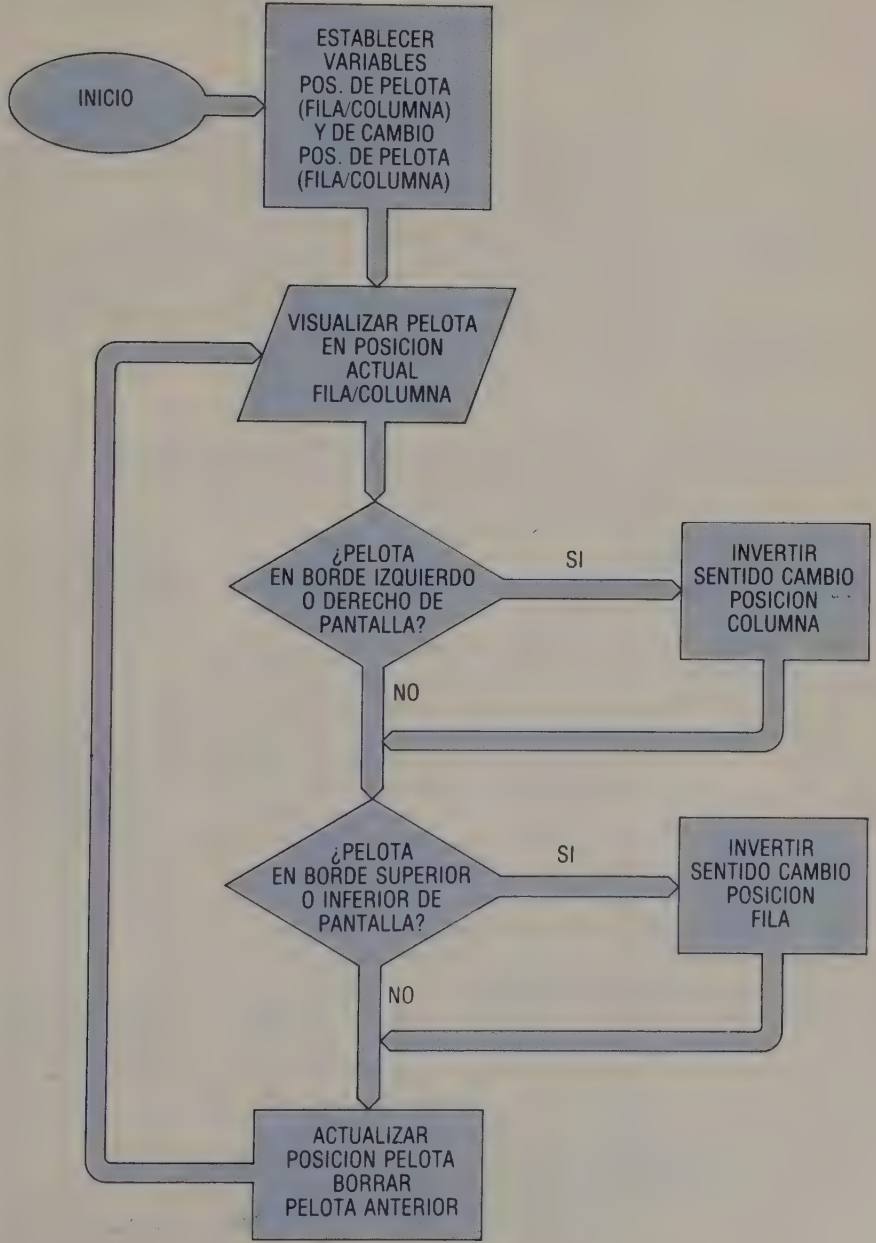 INICIO
ESTABLECER
VARIABLES
POS. DE PELOTA
(FILA/COLUMNA)
Y DE CAMBIO
POS. DE PELOTA
(FILA/COLUMNA)
VISUALIZAR PELOTA
EN POSICION
ACTUAL
FILA/COLUMNA
¿PELOTA
EN BORDE IZQUIERDO
O DERECHO DE
PANTALLA?
SI
INVERTIR
SENTIDO CAMBIO
POSICION
COLUMNA
NO
¿PELOTA
EN BORDE SUPERIOR
O INFERIOR DE
PANTALLA?
SI
INVERTIR
SENTIDO CAMBIO
POSICION
FILA
NO
ACTUALIZAR
POSICION PELOTA
BORRAR
PELOTA ANTERIOR